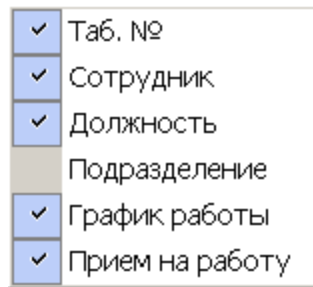 Таб. №
Сотрудник
Должность
Подразделение
График работы
Прием на работу